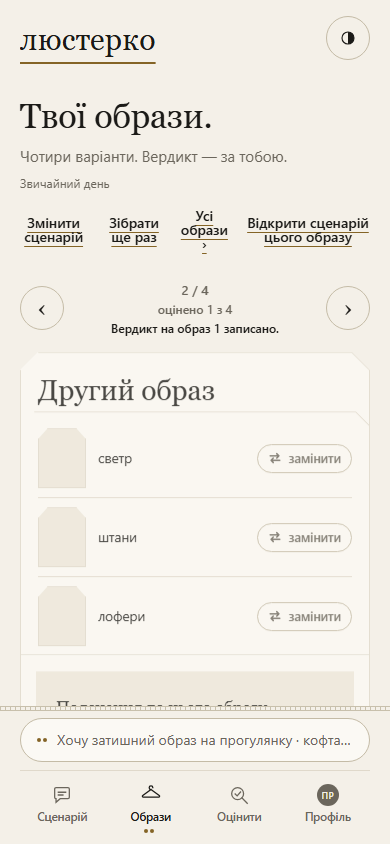 люстерко
Твої образи.
Чотири варіанти. Вердикт — за тобою.
Звичайний день
Змінити
сценарій
Зібрати
ще раз
Усі
образи
›
Відкрити сценарій
цього образу
‹
2 / 4
оцінено 1 з 4
Вердикт на образ 1 записано.
›
Другий образ
светр
⇄ замінити
штани
⇄ замінити
лофери
⇄ замінити
Хочу затишний образ на прогулянку · кофта...
Сценарій
Образи
Оцінити
ПР
Профіль